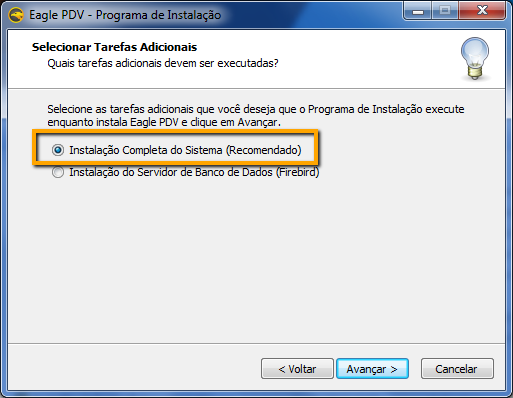 Eagle PDV - Programa de Instalação
Selecionar Tarefas Adicionais
Quais tarefas adicionais devem ser executadas?
Selecione as tarefas adicionais que você deseja que o Programa de Instalação execute
enquanto instala Eagle PDV e clique em Avançar.
Instalação Completa do Sistema (Recomendado)
Instalação do Servidor de Banco de Dados (Firebird)
< Voltar
Avançar >
Cancelar